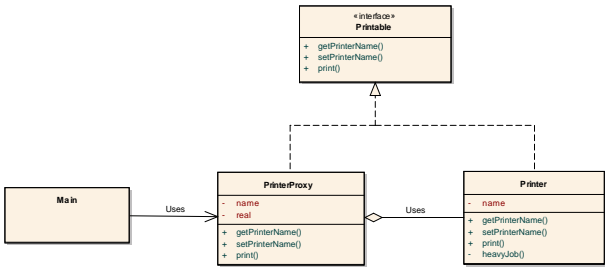 «interface»
Printable
+ getPrinterName()
+ setPrinterName()
+ print()
Main
Uses
PrinterProxy
- name
- real
+ getPrinterName()
+ setPrinterName()
+ print()
Uses
Printer
- name
+ getPrinterName()
+ setPrinterName()
+ print()
- heavyJob()